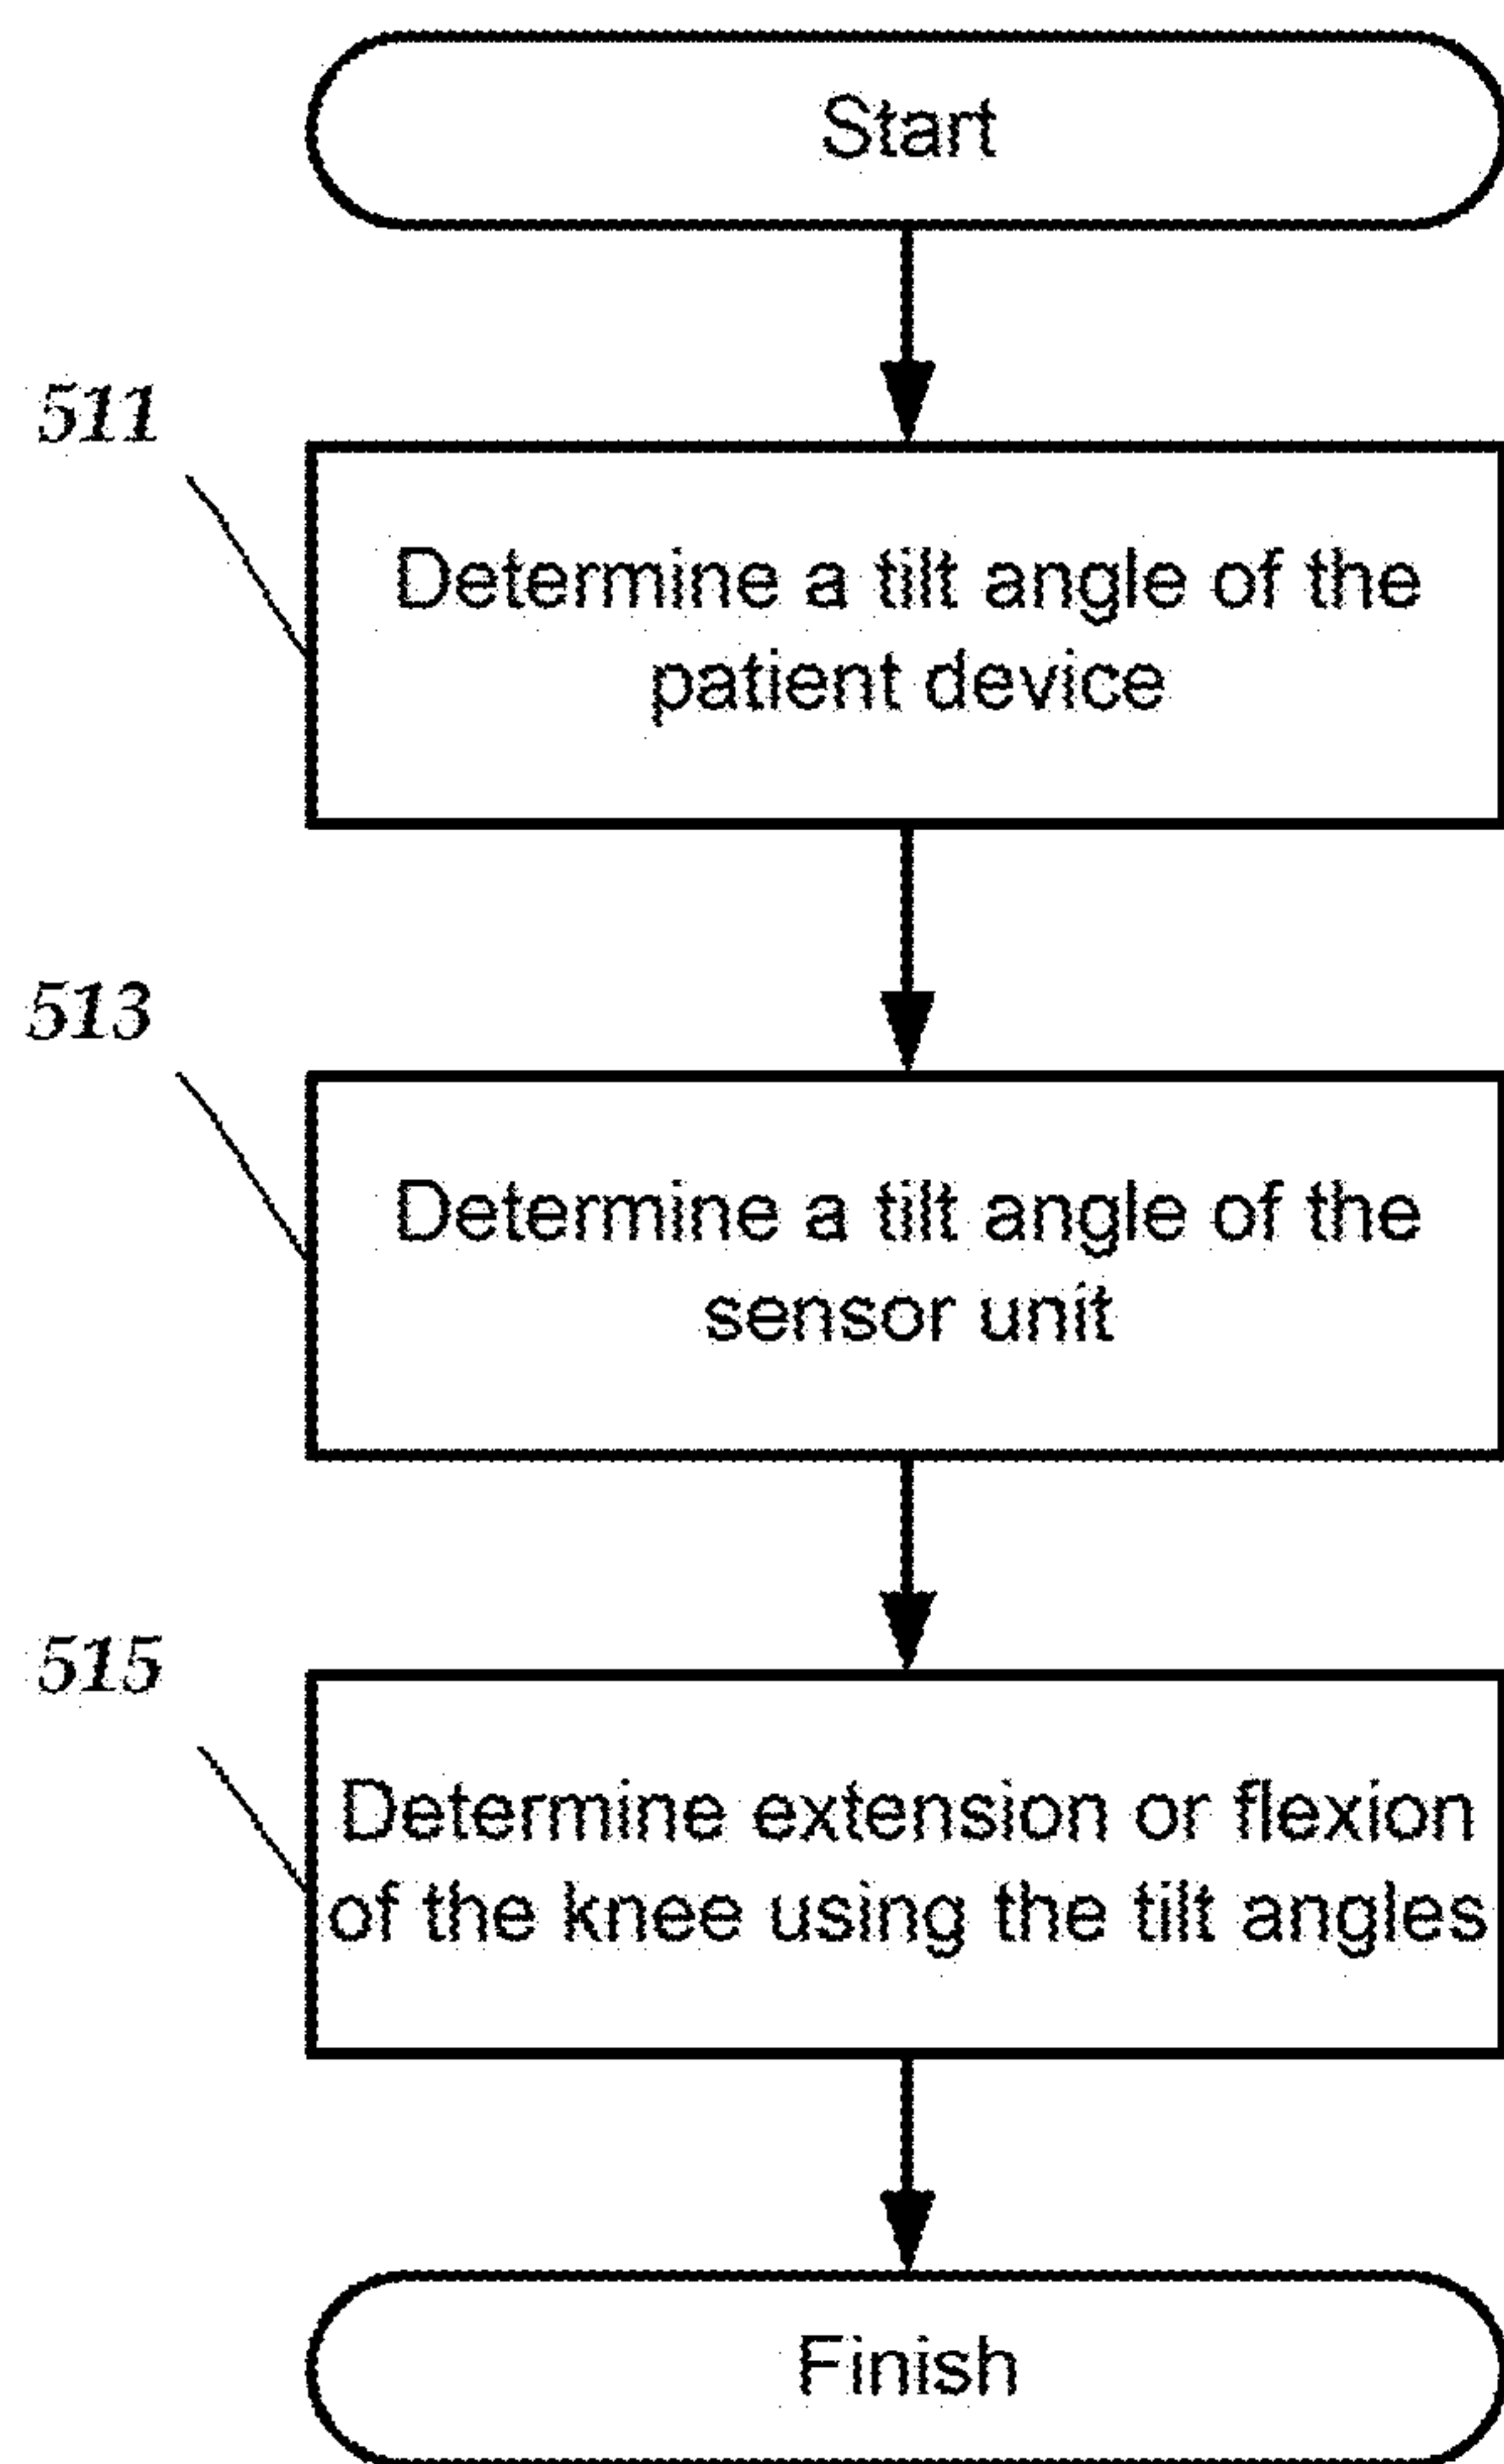 Start
511
Determine a tilt angle of the
patient device
513
Determine a tilt angle of the
sensor unit
515
Determine extension or flexion
of the knee using the tilt angles
Finish